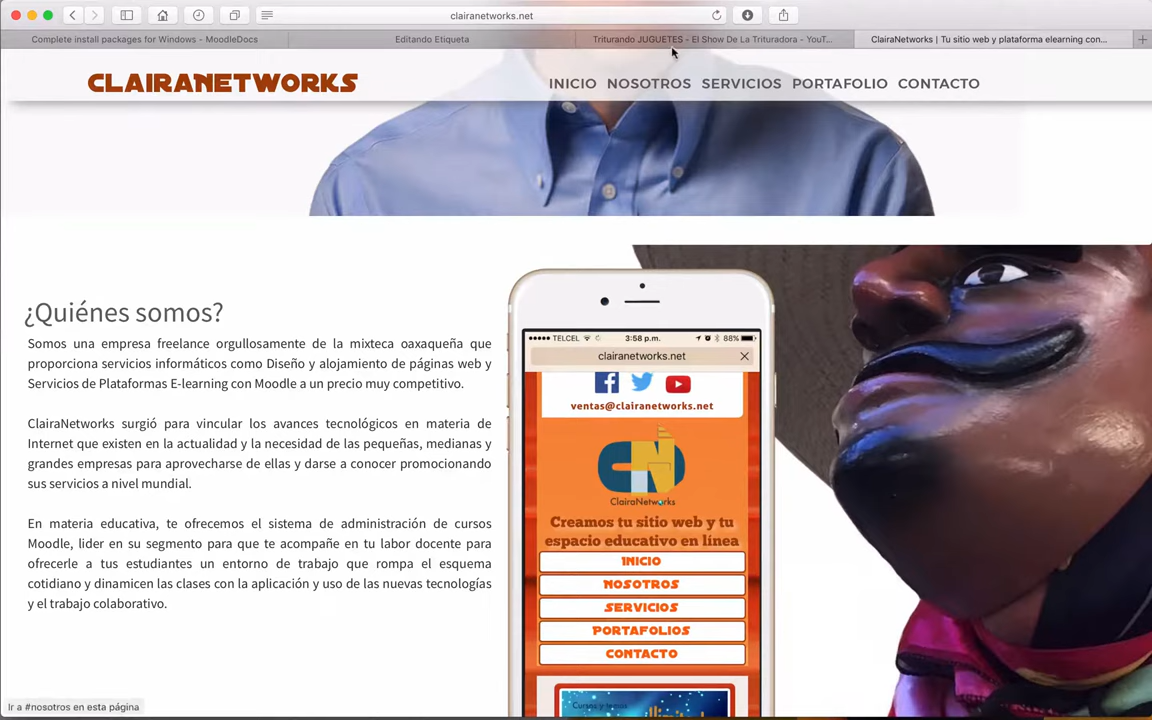 clairanetworks.net
Complete install packages for Windows - MoodleDocs
Editando Etiqueta
Triturando JUGUETES - El Show De La Trituradora - YouT...
ClairaNetworks | Tu sitio web y plataforma elearning con...
CLAIRANETWORKS
INICIO NOSOTROS SERVICIOS PORTAFOLIO CONTACTO
¿Quiénes somos?
Somos una empresa freelance orgullosamente de la mixteca oaxaqueña que
proporciona servicios informáticos como Diseño y alojamiento de páginas web y
Servicios de Plataformas E-learning con Moodle a un precio muy competitivo.
ClairaNetworks surgió para vincular los avances tecnológicos en materia de
Internet que existen en la actualidad y la necesidad de las pequeñas, medianas y
grandes empresas para aprovecharse de ellas y darse a conocer promocionando
sus servicios a nivel mundial.
En materia educativa, te ofrecemos el sistema de administración de cursos
Moodle, lider en su segmento para que te acompañe en tu labor docente para
ofrecerle a tus estudiantes un entorno de trabajo que rompa el esquema
cotidiano y dinamicen las clases con la aplicación y uso de las nuevas tecnologías
y el trabajo colaborativo.
TELCEL 3:58 p.m. 88%
clairanetworks.net
ventas@clairanetworks.net
ClairaNetworks
Creamos tu sitio web y tu
espacio educativo en línea
INICIO
NOSOTROS
SERVICIOS
PORTAFOLIOS
CONTACTO
Cursos y temas
Ir a #nosotros en esta página